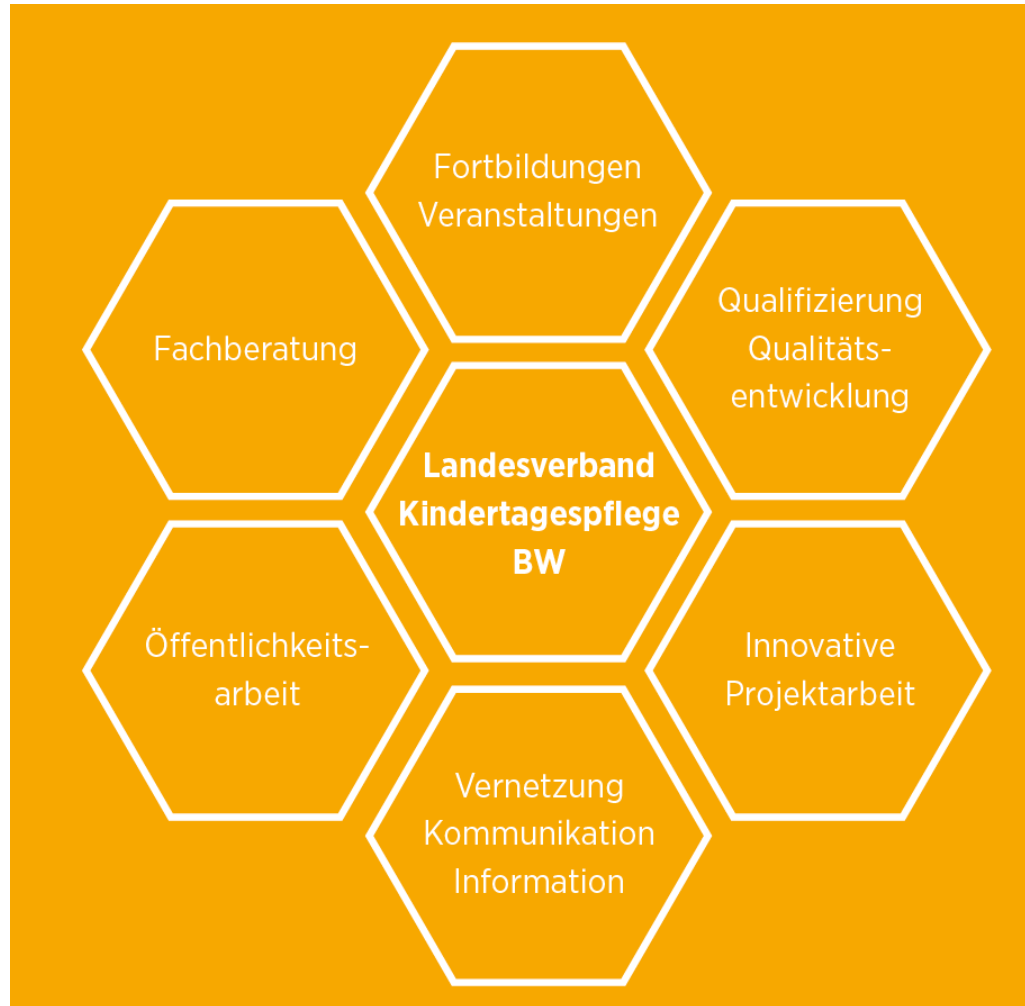 Fortbildungen
Veranstaltungen
Qualifizierung
Qualitäts-
entwicklung
Fachberatung
Landesverband
Kindertagespflege
BW
Öffentlichkeits-
arbeit
Innovative
Projektarbeit
Vernetzung
Kommunikation
Information